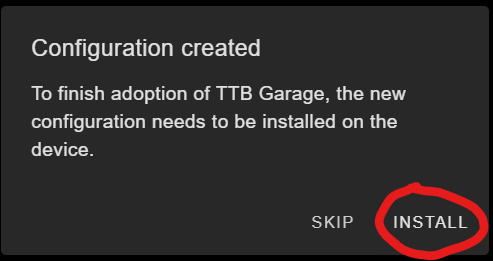 Configuration created
To finish adoption of TTB Garage, the new
configuration needs to be installed on the
device.
SKIP INSTALL